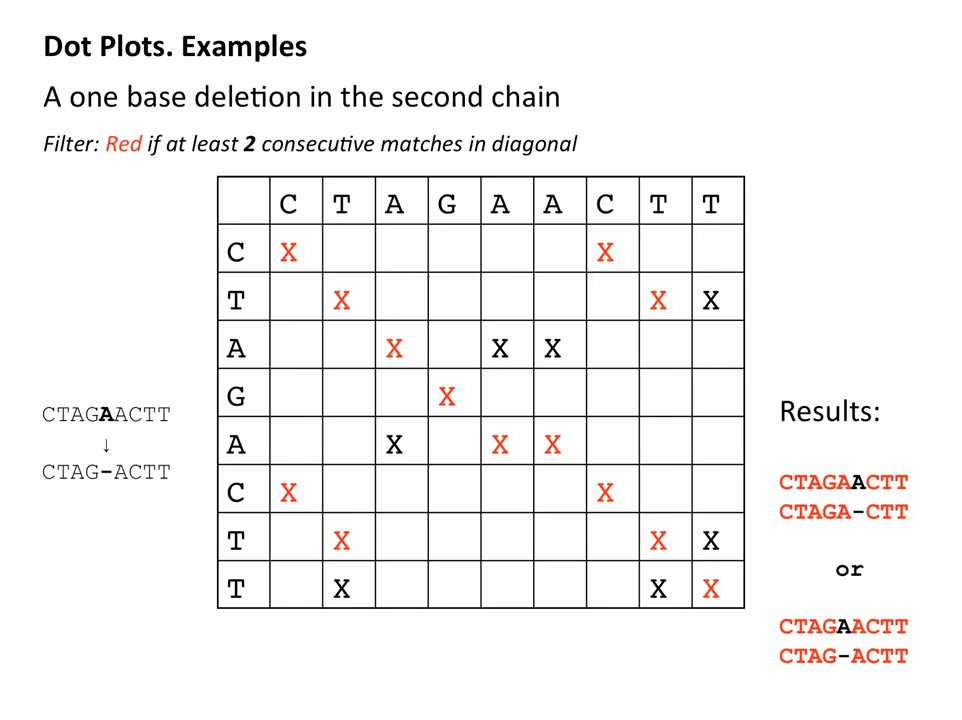 Dot Plots. Examples
A one base deletion in the second chain
Filter: Red if at least 2 consecutive matches in diagonal
C T A G A A C T T
C X X
T X X X
A X X X
G X
A X X X
C X X
T X X X
T X X X
CTAGAACTT
↓
CTAG-ACTT
Results:
CTAGAACTT
CTAGA-CTT
or
CTAGAACTT
CTAG-ACTT